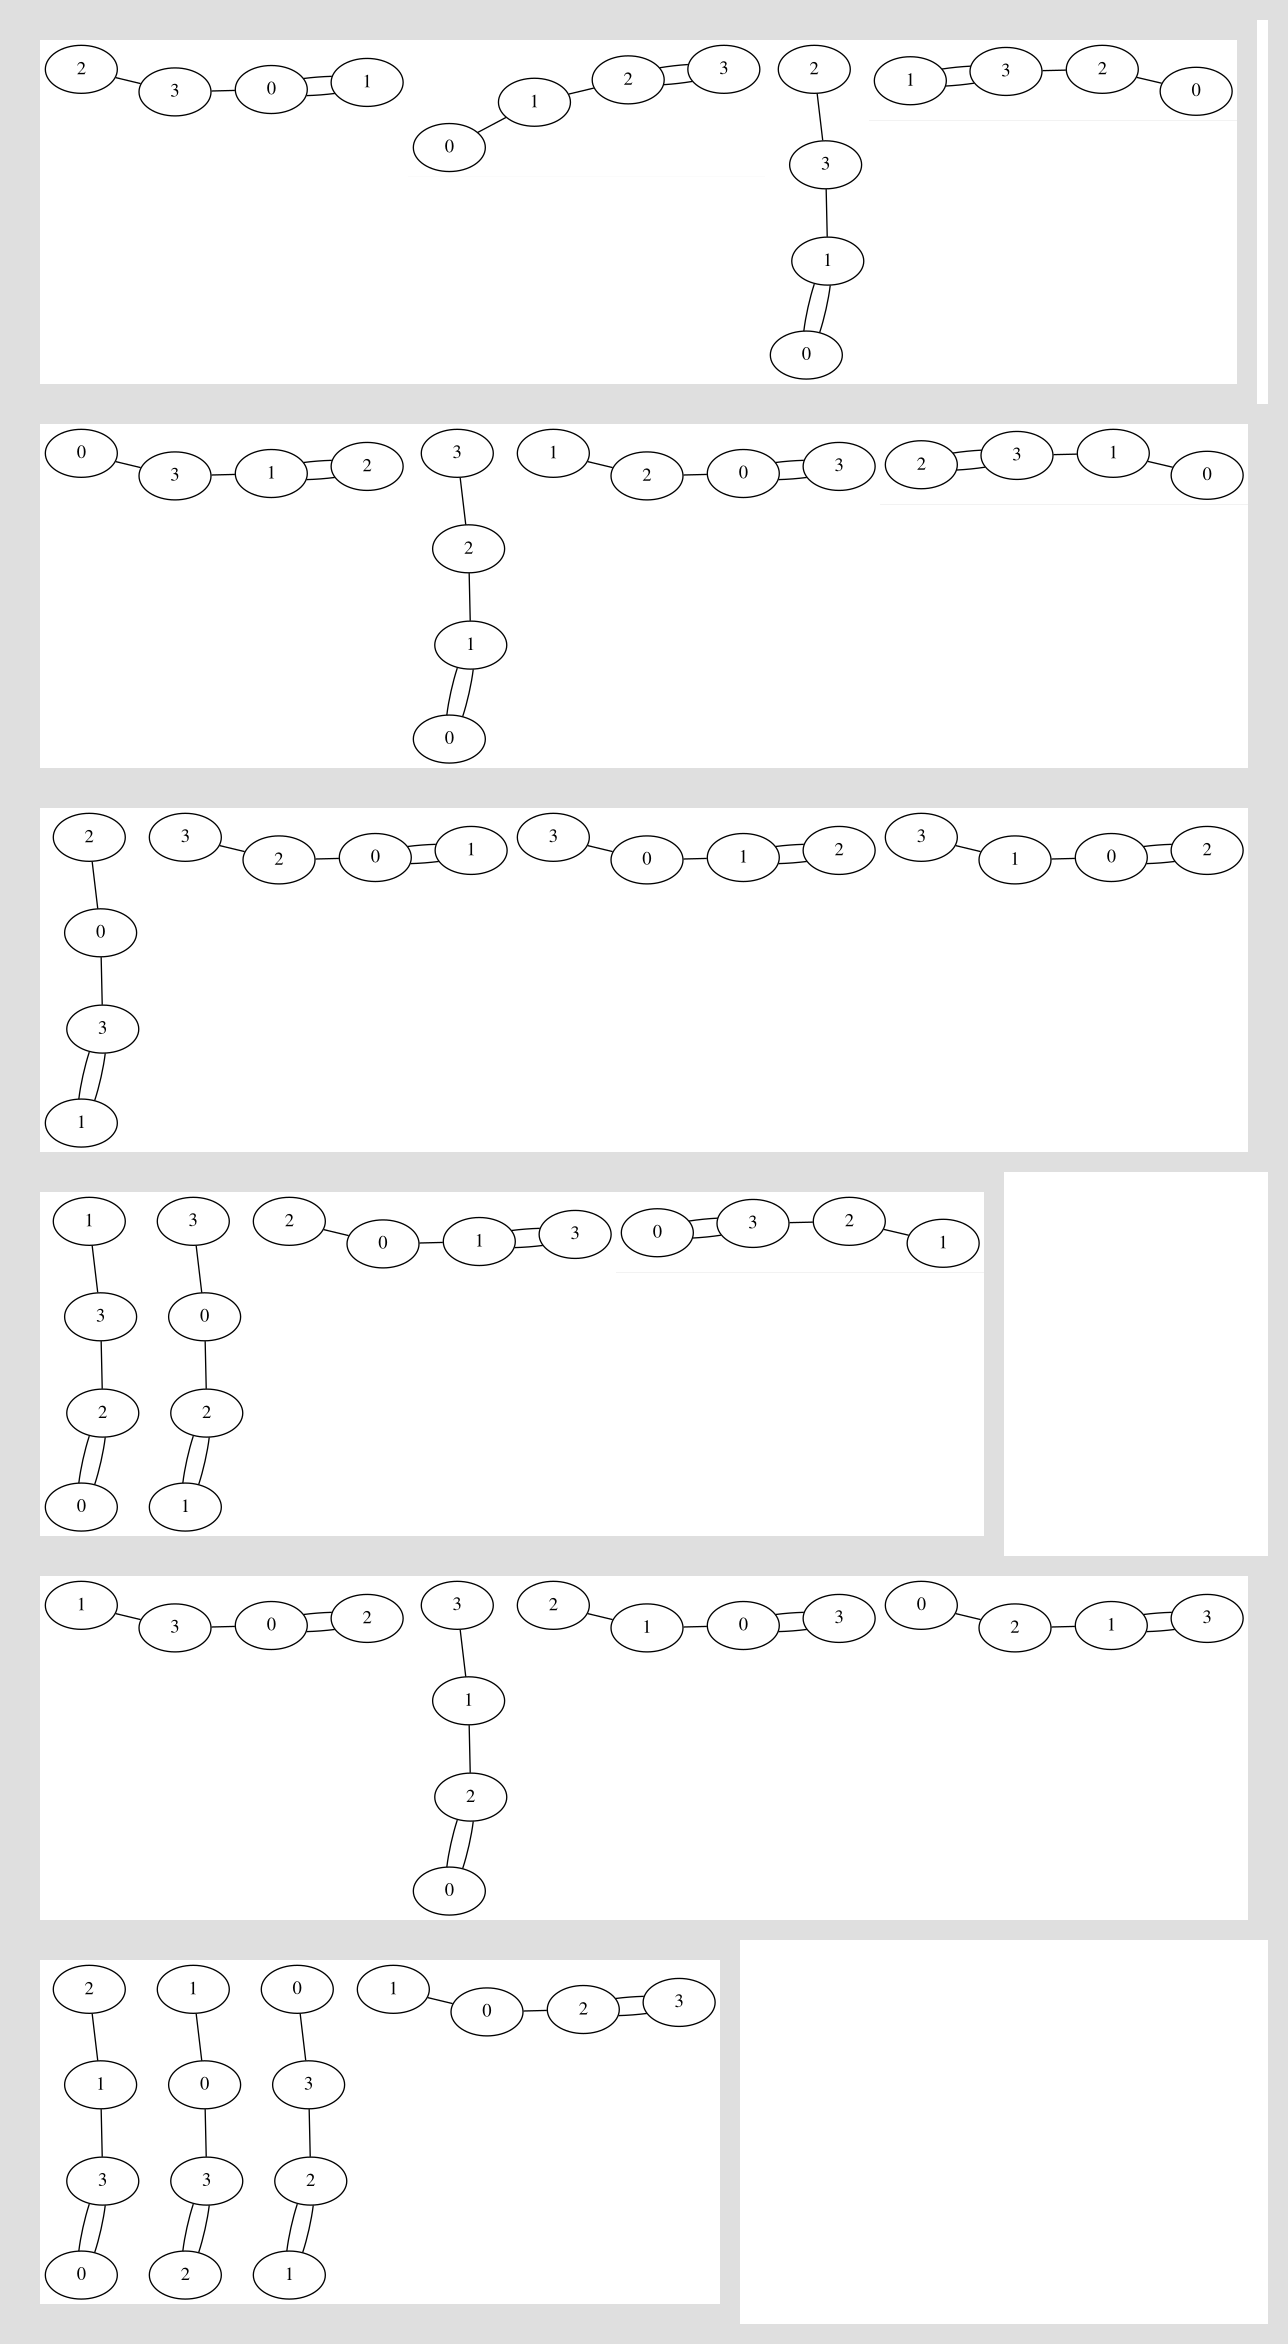 2 3 0 1
0 1 2 3
2 3 1 0
1 3 2 0
0 3 1 2
3 2 1 0
1 2 0 3
2 3 1 0
2 0 3 1
3 2 0 1
3 0 1 2
3 1 0 2
1 3 2 0
3 0 2 1
2 0 1 3
0 3 2 1
1 3 0 2
3 1 2 0
2 1 0 3
0 2 1 3
2 1 3 0
1 0 3 2
0 3 2 1
1 0 2 3